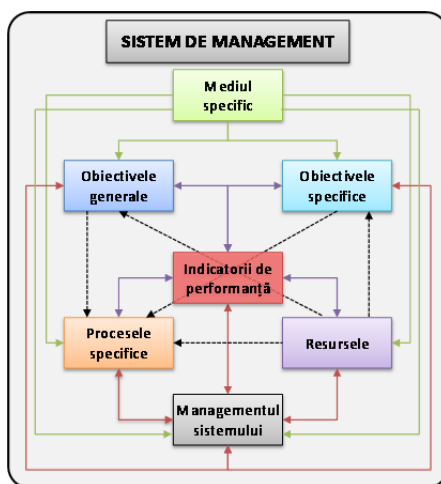 SISTEM DE MANAGEMENT
Mediul
specific
Obiectivele
generale
Obiectivele
specifice
Indicatorii de
performanță
Procesele
specifice
Resursele
Managementul
sistemului